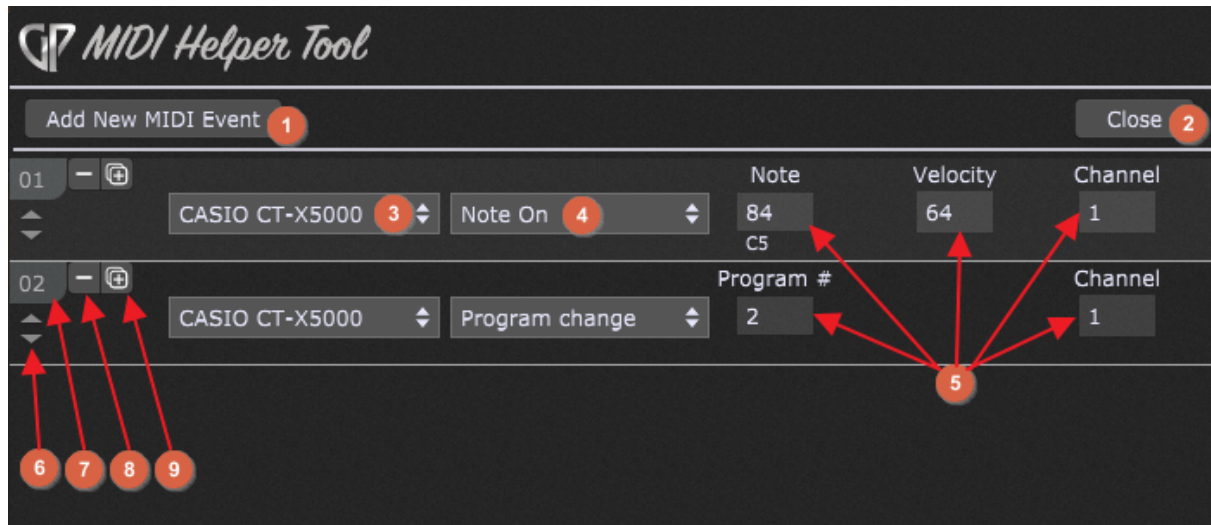 GP MIDI Helper Tool
Add New MIDI Event 1 Close 2
01 Note Velocity Channel
CASIO CT-X5000 3 Note On 4 84 64 1
C5
02 Program # Channel
CASIO CT-X5000 Program change 2 1
5
6 7 8 9